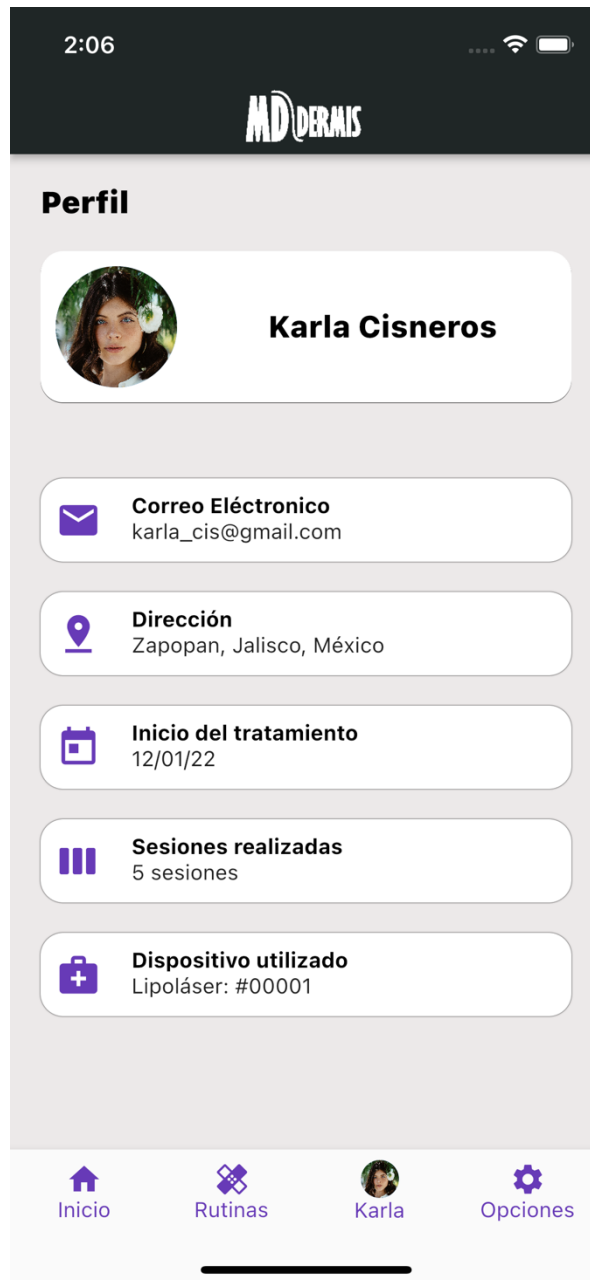 2:06
MD DERMIS
Perfil
Karla Cisneros
Correo Eléctronico
karla_cis@gmail.com
Dirección
Zapopan, Jalisco, México
Inicio del tratamiento
12/01/22
Sesiones realizadas
5 sesiones
Dispositivo utilizado
Lipoláser: #00001
Inicio
Rutinas
Karla
Opciones